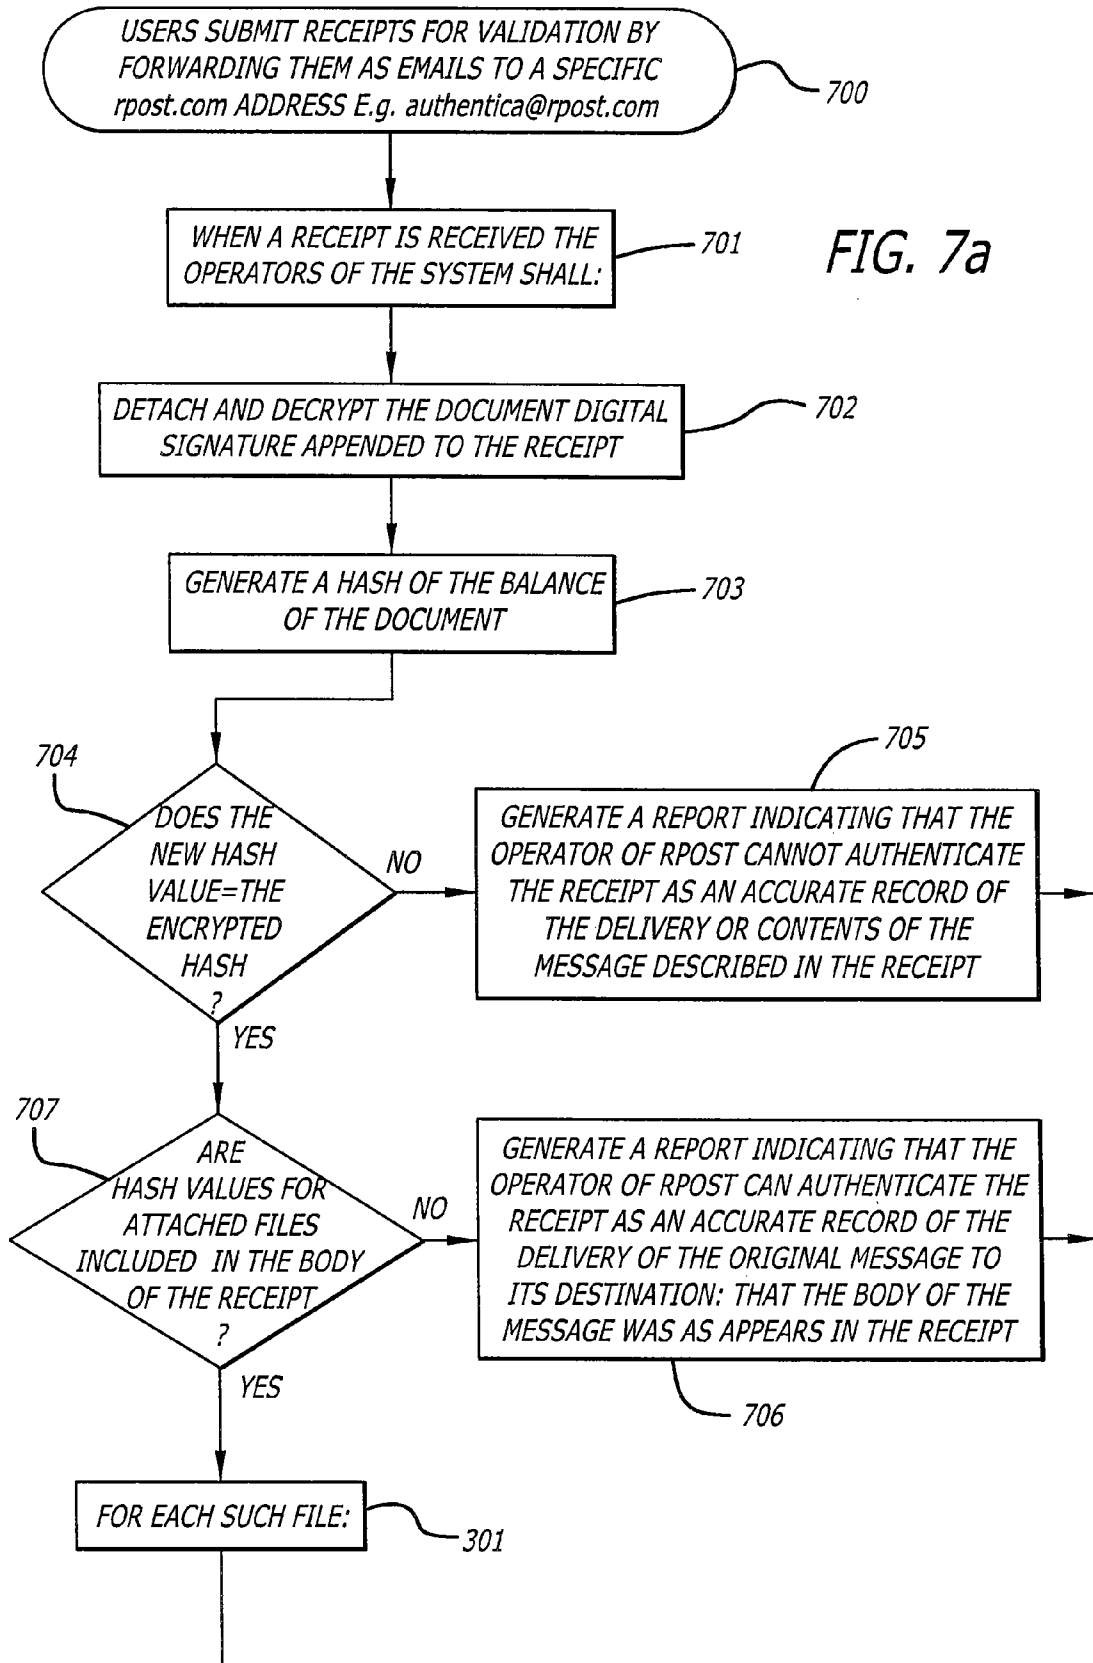 USERS SUBMIT RECEIPTS FOR VALIDATION BY
FORWARDING THEM AS EMAILS TO A SPECIFIC
rpost.com ADDRESS E.g. authentica@rpost.com
700
WHEN A RECEIPT IS RECEIVED THE
OPERATORS OF THE SYSTEM SHALL:
701
FIG. 7a
DETACH AND DECRYPT THE DOCUMENT DIGITAL
SIGNATURE APPENDED TO THE RECEIPT
702
GENERATE A HASH OF THE BALANCE
OF THE DOCUMENT
703
704
DOES THE
NEW HASH
VALUE=THE
ENCRYPTED
HASH
?
NO
YES
705
GENERATE A REPORT INDICATING THAT THE
OPERATOR OF RPOST CANNOT AUTHENTICATE
THE RECEIPT AS AN ACCURATE RECORD OF
THE DELIVERY OR CONTENTS OF THE
MESSAGE DESCRIBED IN THE RECEIPT
707
ARE
HASH VALUES FOR
ATTACHED FILES
INCLUDED IN THE BODY
OF THE RECEIPT
?
NO
YES
GENERATE A REPORT INDICATING THAT THE
OPERATOR OF RPOST CAN AUTHENTICATE THE
RECEIPT AS AN ACCURATE RECORD OF THE
DELIVERY OF THE ORIGINAL MESSAGE TO
ITS DESTINATION: THAT THE BODY OF THE
MESSAGE WAS AS APPEARS IN THE RECEIPT
706
FOR EACH SUCH FILE:
301